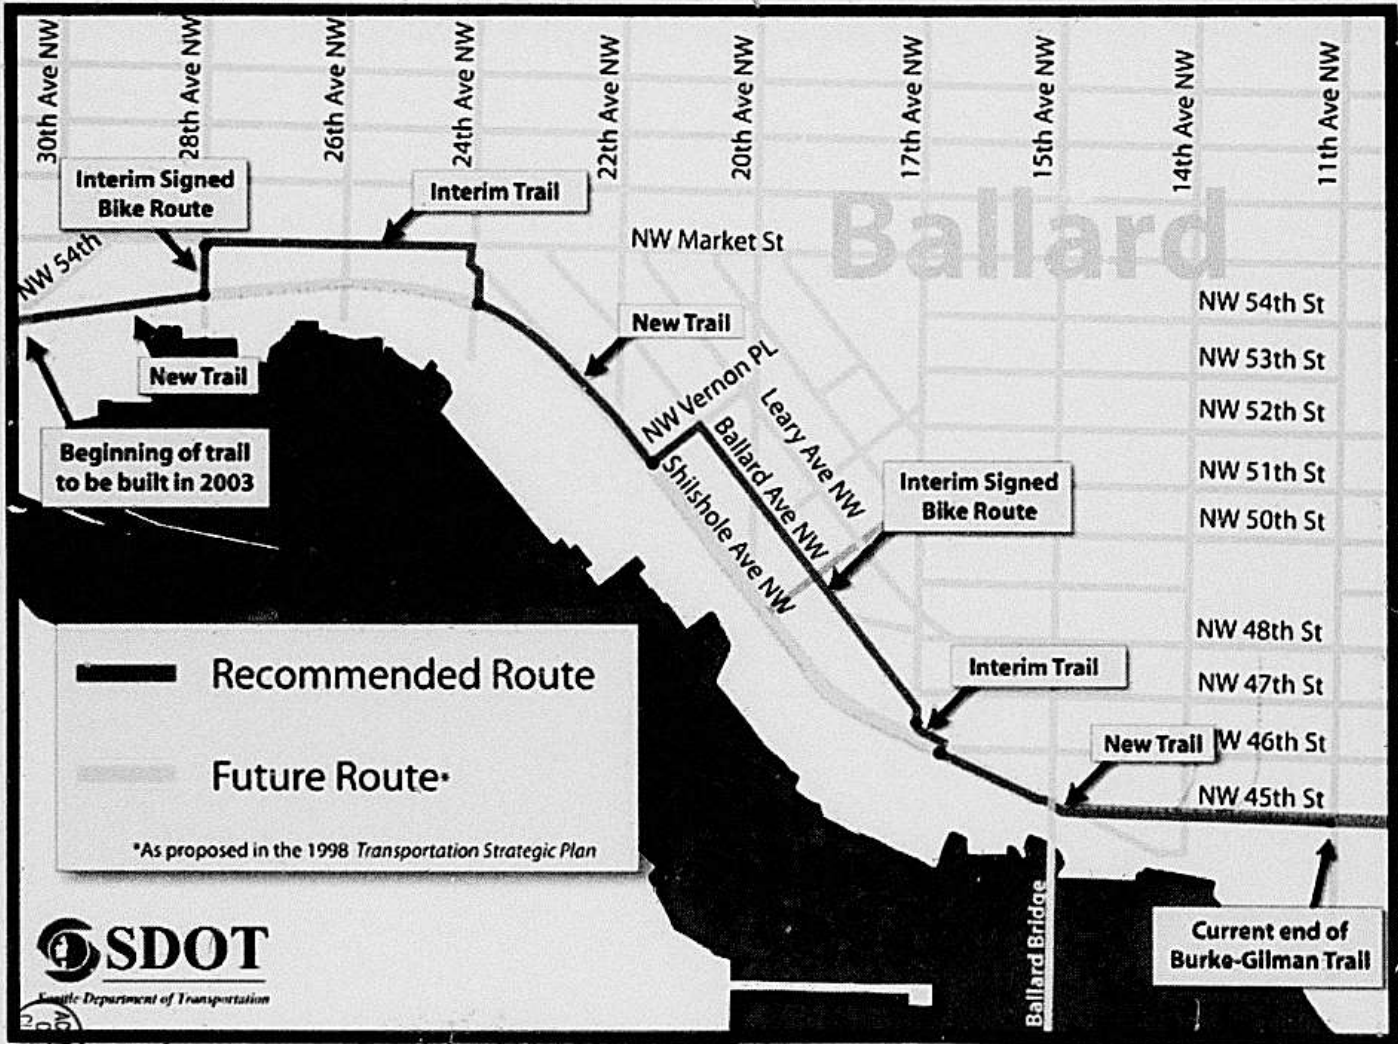 30th Ave NW
28th Ave NW
26th Ave NW
24th Ave NW
22th Ave NW
20th Ave NW
17th Ave NW
15th Ave NW
14th Ave NW
11th Ave NW
Interim Signed
Bike Route
Interim Trail
Ballard
NW Market St
NW 54th
NW 54th St
New Trail
NW 53th St
NW Vernon PL
New Trail
Leary Ave NW
NW 52th St
Ballard Ave NW
Beginning of trail
to be built in 2003
Shilshole Ave NW
NW 51th St
Interim Signed
Bike Route
NW 50th St
NW 48th St
Recommended Route
Interim Trail
NW 47th St
New Trail
W 46th St
Future Route*
NW 45th St
*As proposed in the 1998 Transportation Strategic Plan
Ballard Bridge
Current end of
Burke-Gilman Trail
SDOT
Seattle Department of Transportation